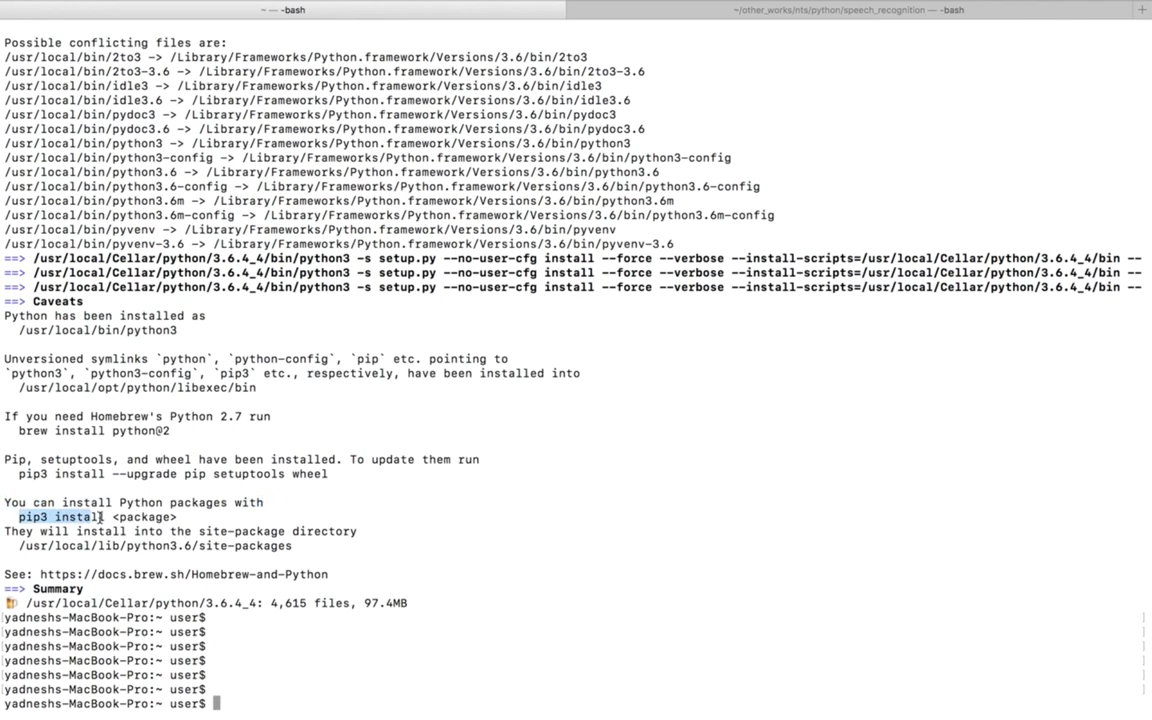 ~ — -bash
~/other_works/nts/python/speech_recognition — -bash
+
Possible conflicting files are:
/usr/local/bin/2to3 -> /Library/Frameworks/Python.framework/Versions/3.6/bin/2to3
/usr/local/bin/2to3-3.6 -> /Library/Frameworks/Python.framework/Versions/3.6/bin/2to3-3.6
/usr/local/bin/idle3 -> /Library/Frameworks/Python.framework/Versions/3.6/bin/idle3
/usr/local/bin/idle3.6 -> /Library/Frameworks/Python.framework/Versions/3.6/bin/idle3.6
/usr/local/bin/pydoc3 -> /Library/Frameworks/Python.framework/Versions/3.6/bin/pydoc3
/usr/local/bin/pydoc3.6 -> /Library/Frameworks/Python.framework/Versions/3.6/bin/pydoc3.6
/usr/local/bin/python3 -> /Library/Frameworks/Python.framework/Versions/3.6/bin/python3
/usr/local/bin/python3-config -> /Library/Frameworks/Python.framework/Versions/3.6/bin/python3-config
/usr/local/bin/python3.6 -> /Library/Frameworks/Python.framework/Versions/3.6/bin/python3.6
/usr/local/bin/python3.6-config -> /Library/Frameworks/Python.framework/Versions/3.6/bin/python3.6-config
/usr/local/bin/python3.6m -> /Library/Frameworks/Python.framework/Versions/3.6/bin/python3.6m
/usr/local/bin/python3.6m-config -> /Library/Frameworks/Python.framework/Versions/3.6/bin/python3.6m-config
/usr/local/bin/pyvenv -> /Library/Frameworks/Python.framework/Versions/3.6/bin/pyvenv
/usr/local/bin/pyvenv-3.6 -> /Library/Frameworks/Python.framework/Versions/3.6/bin/pyvenv-3.6
==> /usr/local/Cellar/python/3.6.4_4/bin/python3 -s setup.py --no-user-cfg install --force --verbose --install-scripts=/usr/local/Cellar/python/3.6.4_4/bin --
==> /usr/local/Cellar/python/3.6.4_4/bin/python3 -s setup.py --no-user-cfg install --force --verbose --install-scripts=/usr/local/Cellar/python/3.6.4_4/bin --
==> /usr/local/Cellar/python/3.6.4_4/bin/python3 -s setup.py --no-user-cfg install --force --verbose --install-scripts=/usr/local/Cellar/python/3.6.4_4/bin --
==> Caveats
Python has been installed as
/usr/local/bin/python3
Unversioned symlinks `python`, `python-config`, `pip` etc. pointing to
`python3`, `python3-config`, `pip3` etc., respectively, have been installed into
/usr/local/opt/python/libexec/bin
If you need Homebrew's Python 2.7 run
brew install python@2
Pip, setuptools, and wheel have been installed. To update them run
pip3 install --upgrade pip setuptools wheel
You can install Python packages with
pip3 install <package>
They will install into the site-package directory
/usr/local/lib/python3.6/site-packages
See: https://docs.brew.sh/Homebrew-and-Python
==> Summary
🍺 /usr/local/Cellar/python/3.6.4_4: 4,615 files, 97.4MB
yadneshs-MacBook-Pro:~ user$
yadneshs-MacBook-Pro:~ user$
yadneshs-MacBook-Pro:~ user$
yadneshs-MacBook-Pro:~ user$
yadneshs-MacBook-Pro:~ user$
yadneshs-MacBook-Pro:~ user$
yadneshs-MacBook-Pro:~ user$